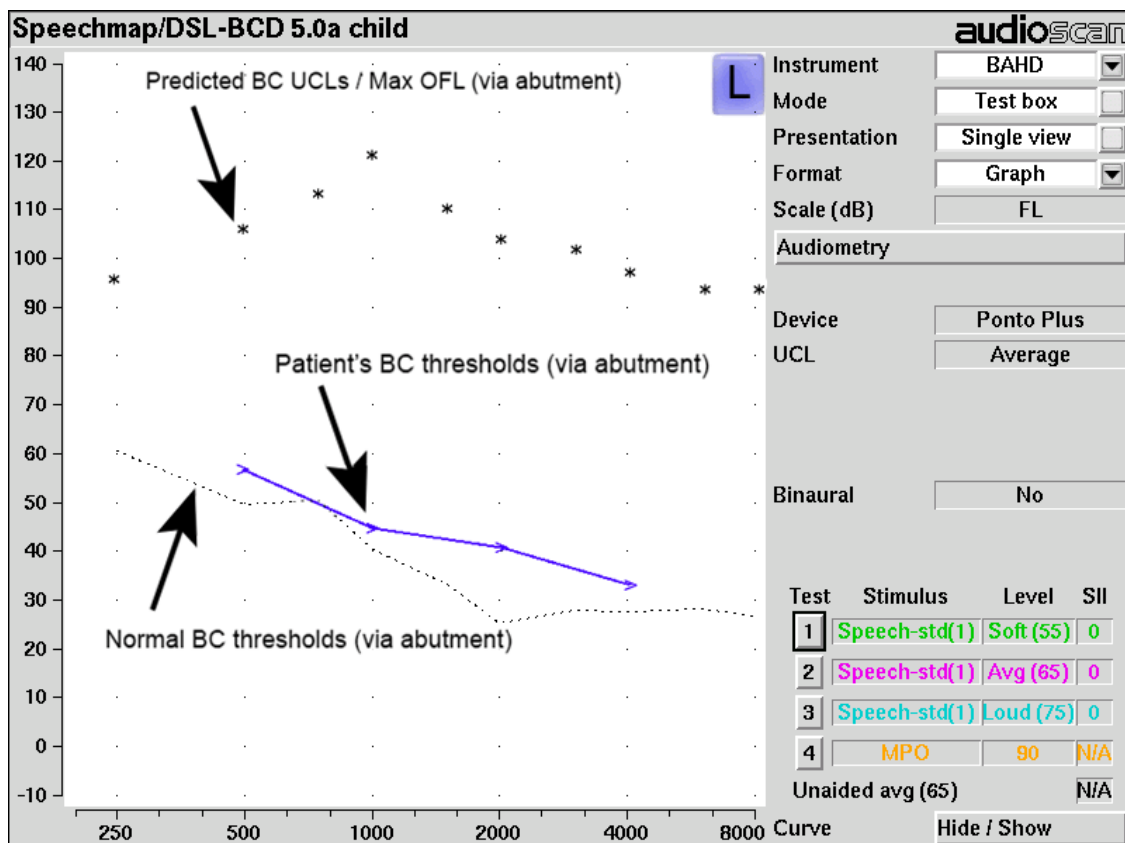 Speechmap/DSL-BCD 5.0a child
audioscan
140
130
120
110
100
90
80
70
60
50
40
30
20
10
0
-10
Predicted BC UCLs / Max OFL (via abutment)
L
Patient's BC thresholds (via abutment)
Normal BC thresholds (via abutment)
250 500 1000 2000 4000 8000
Instrument BAHD
Mode Test box
Presentation Single view
Format Graph
Scale (dB) FL
Audiometry
Device Ponto Plus
UCL Average
Binaural No
Test Stimulus Level SII
1 Speech-std(1) Soft (55) 0
2 Speech-std(1) Avg (65) 0
3 Speech-std(1) Loud (75) 0
4 MPO 90 N/A
Unaided avg (65) N/A
Curve Hide / Show